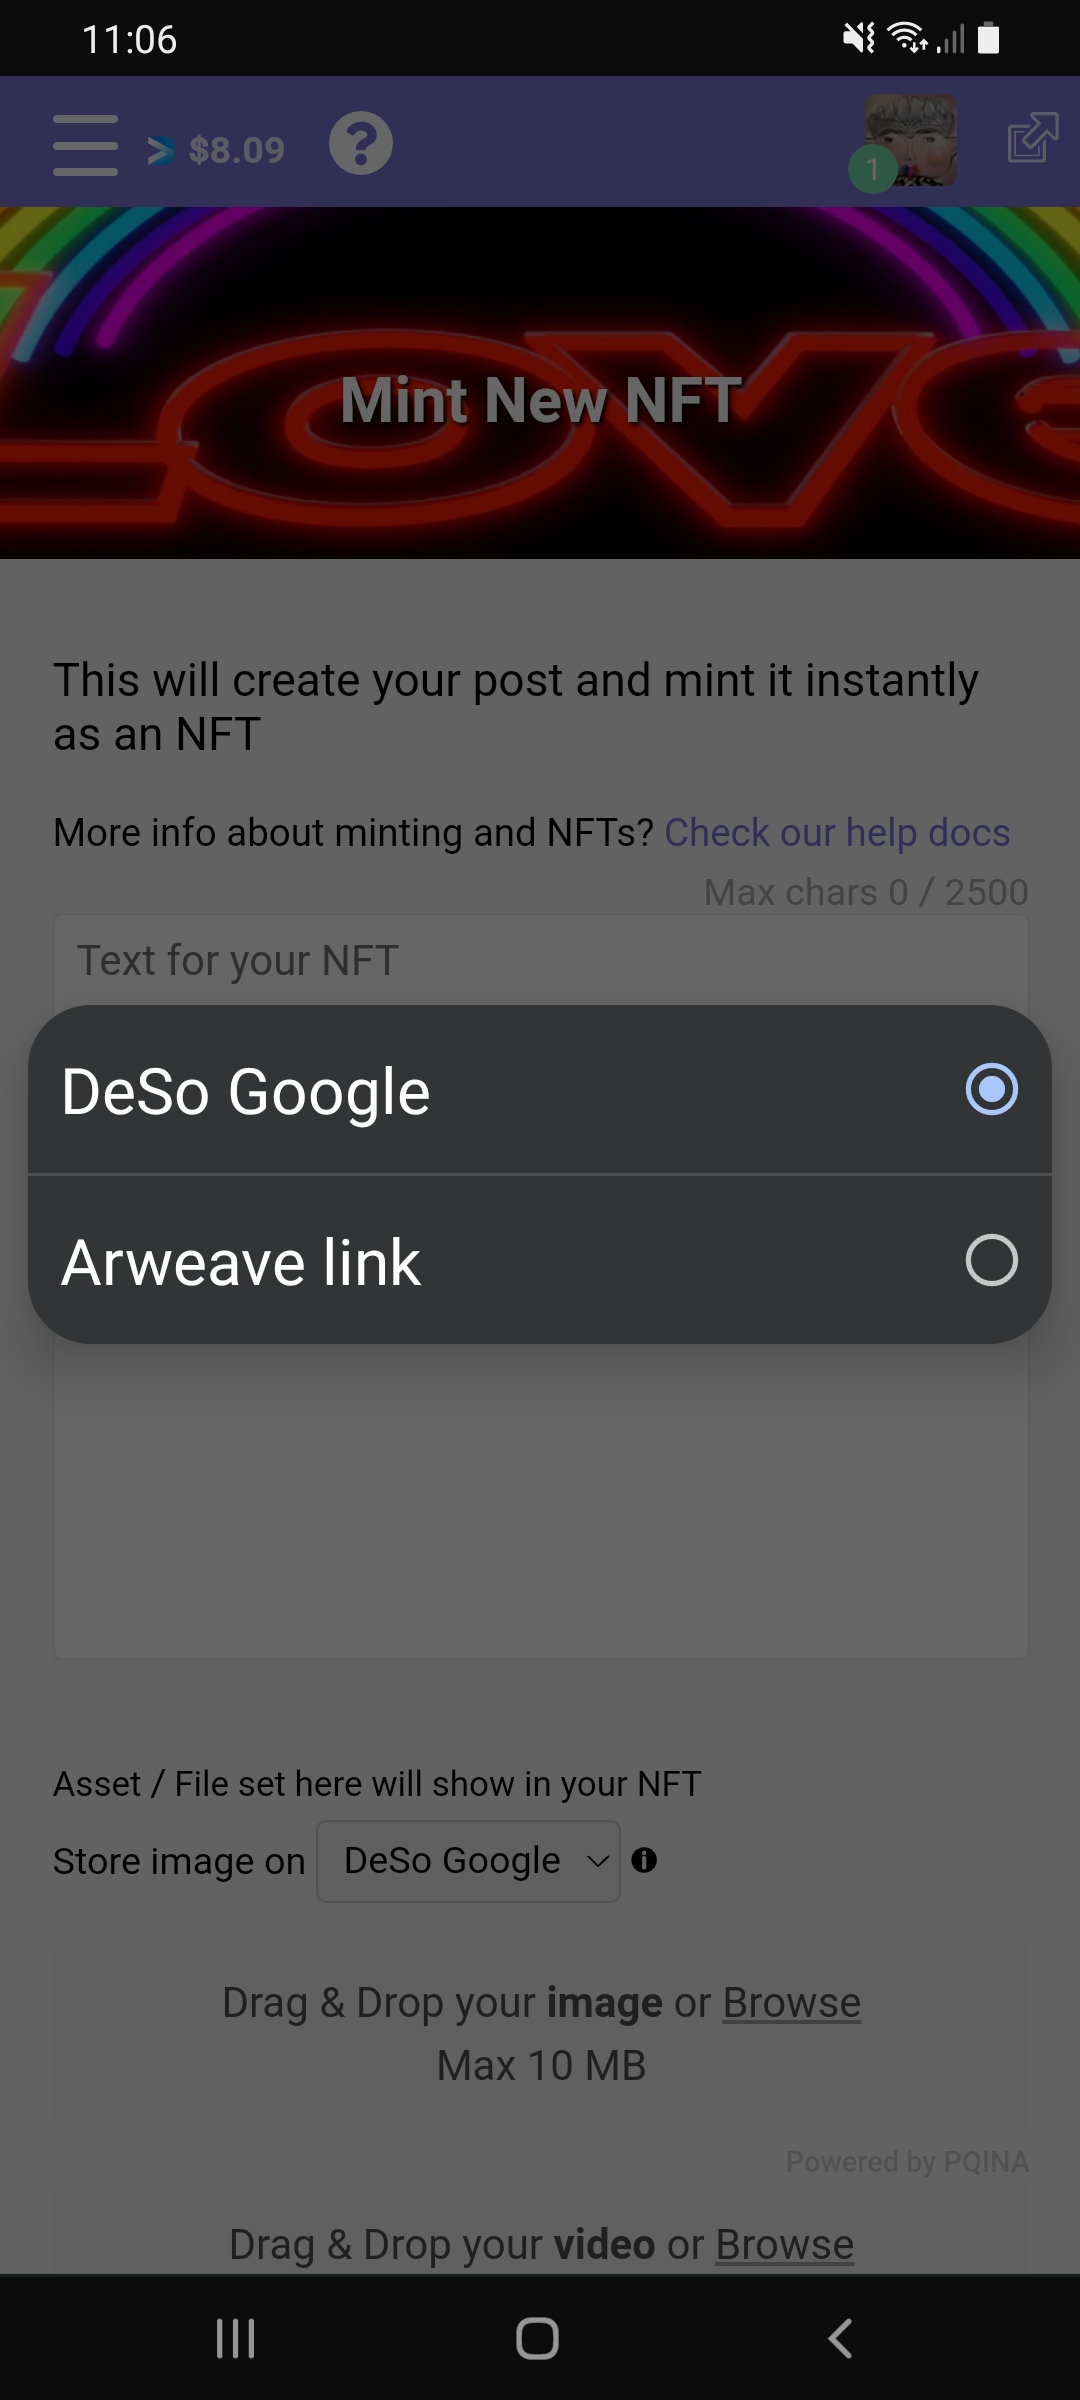 11:06
$8.09
1
LOVE
Mint New NFT
This will create your post and mint it instantly
as an NFT
More info about minting and NFTs? Check our help docs
Max chars 0 / 2500
Text for your NFT
DeSo Google
Arweave link
Asset / File set here will show in your NFT
Store image on DeSo Google
Drag & Drop your image or Browse
Max 10 MB
Powered by PQINA
Drag & Drop your video or Browse